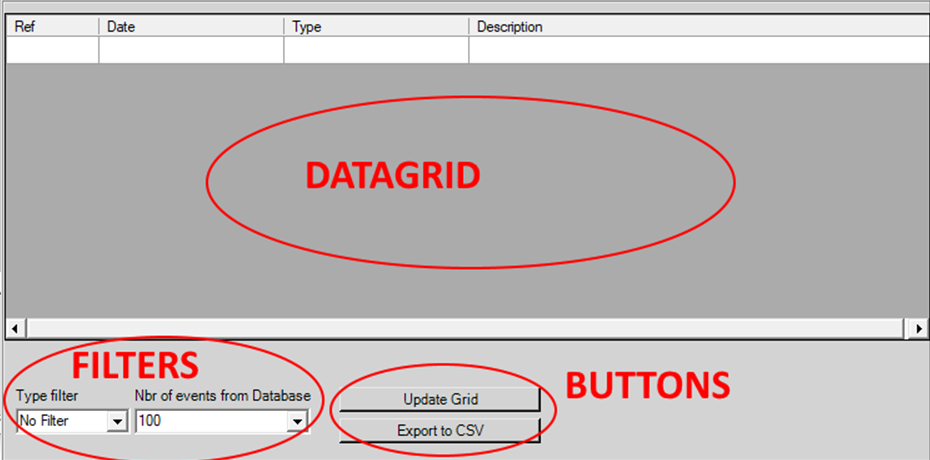 Ref Date Type Description
DATAGRID
FILTERS
BUTTONS
Type filter Nbr of events from Database
No Filter 100
Update Grid
Export to CSV